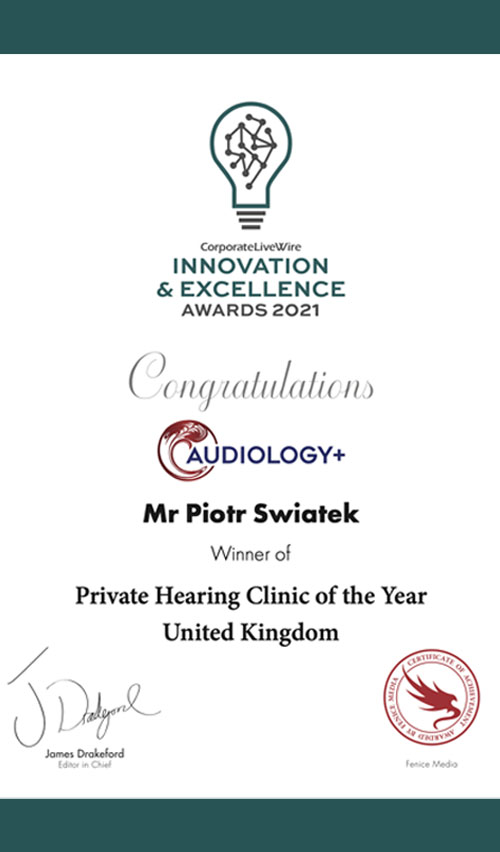 CorporateLiveWire
INNOVATION
& EXCELLENCE
AWARDS 2021
Congratulations
AUDIOLOGY+
Mr Piotr Swiatek
Winner of
Private Hearing Clinic of the Year
United Kingdom
J Drakeford
James Drakeford
Editor in Chief
CERTIFICATE OF ACHIEVEMENT
AWARDED BY FENICE MEDIA
Fenice Media